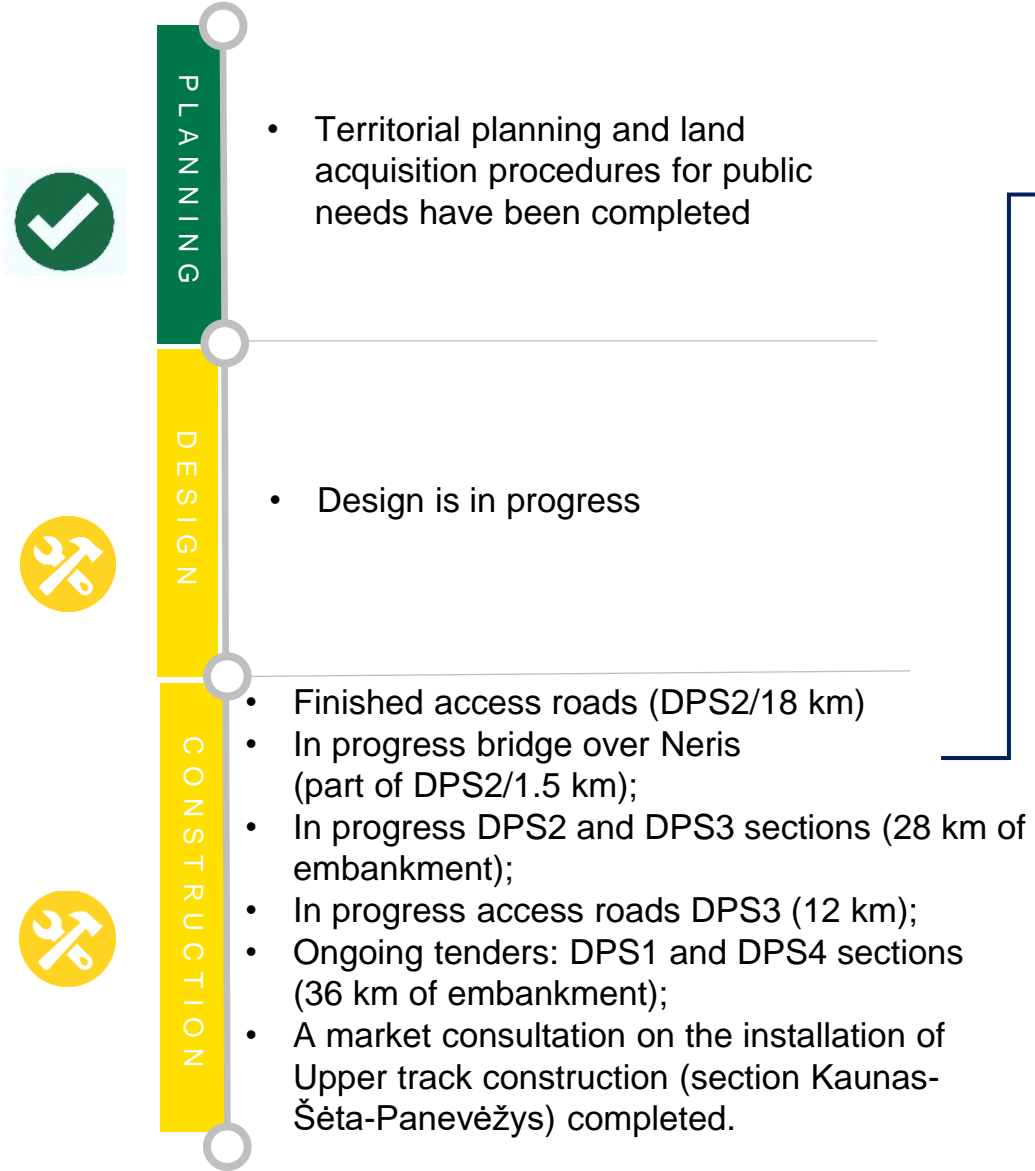 PLANNING
• Territorial planning and land
acquisition procedures for public
needs have been completed
DESIGN
• Design is in progress
CONSTRUCTION
• Finished access roads (DPS2/18 km)
• In progress bridge over Neris
(part of DPS2/1.5 km);
• In progress DPS2 and DPS3 sections (28 km of
embankment);
• In progress access roads DPS3 (12 km);
• Ongoing tenders: DPS1 and DPS4 sections
(36 km of embankment);
• A market consultation on the installation of
Upper track construction (section Kaunas-
Šėta-Panevėžys) completed.